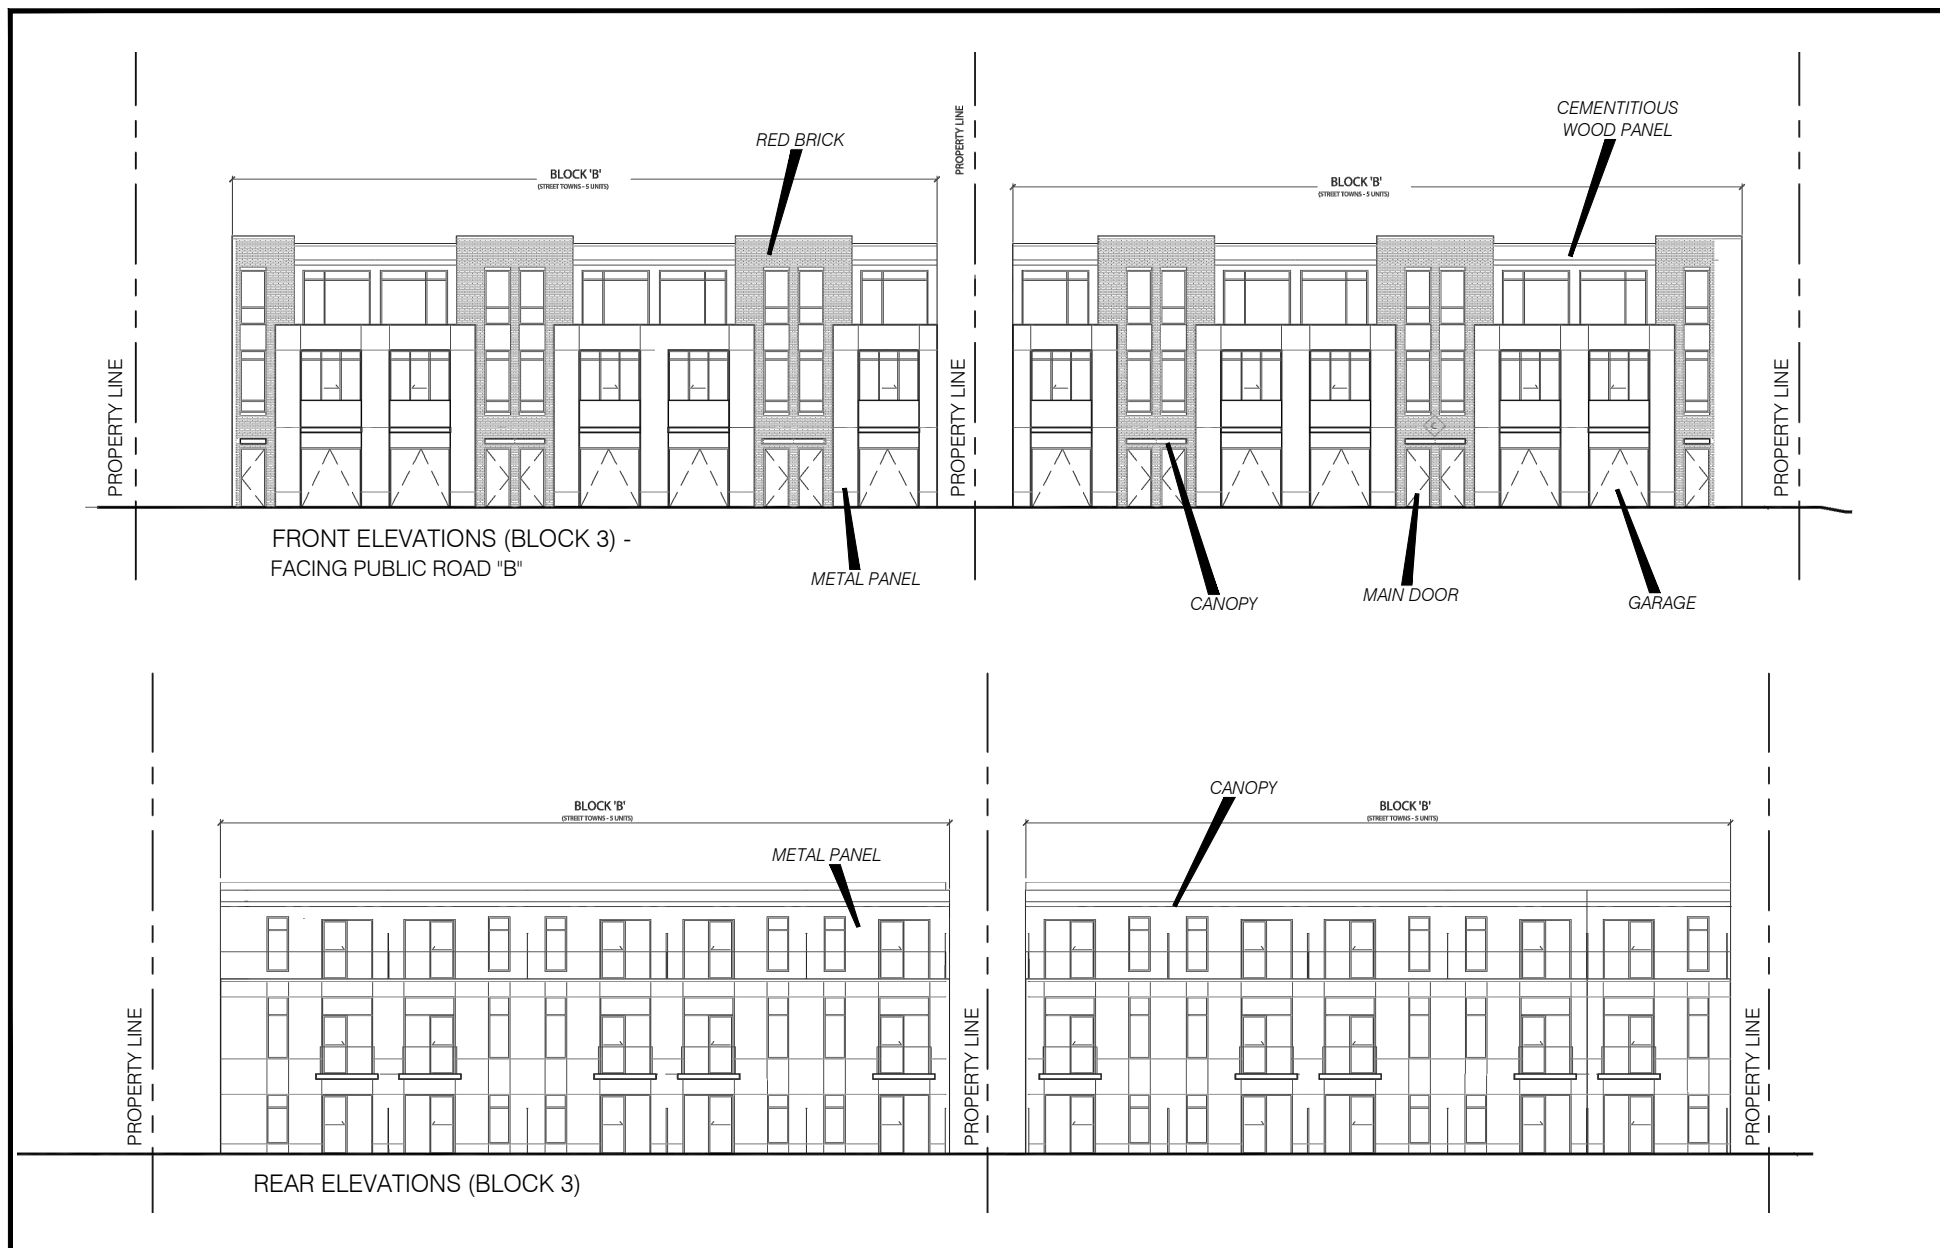 CEMENTITIOUS
WOOD PANEL
RED BRICK
PROPERTY LINE
BLOCK 'B'
(STREET TOWNS - 5 UNITS)
BLOCK 'B'
(STREET TOWNS - 5 UNITS)
PROPERTY LINE
PROPERTY LINE
PROPERTY LINE
C
FRONT ELEVATIONS (BLOCK 3) -
FACING PUBLIC ROAD "B"
METAL PANEL
CANOPY
MAIN DOOR
GARAGE
CANOPY
BLOCK 'B'
(STREET TOWNS - 5 UNITS)
BLOCK 'B'
(STREET TOWNS - 5 UNITS)
METAL PANEL
PROPERTY LINE
PROPERTY LINE
PROPERTY LINE
REAR ELEVATIONS (BLOCK 3)